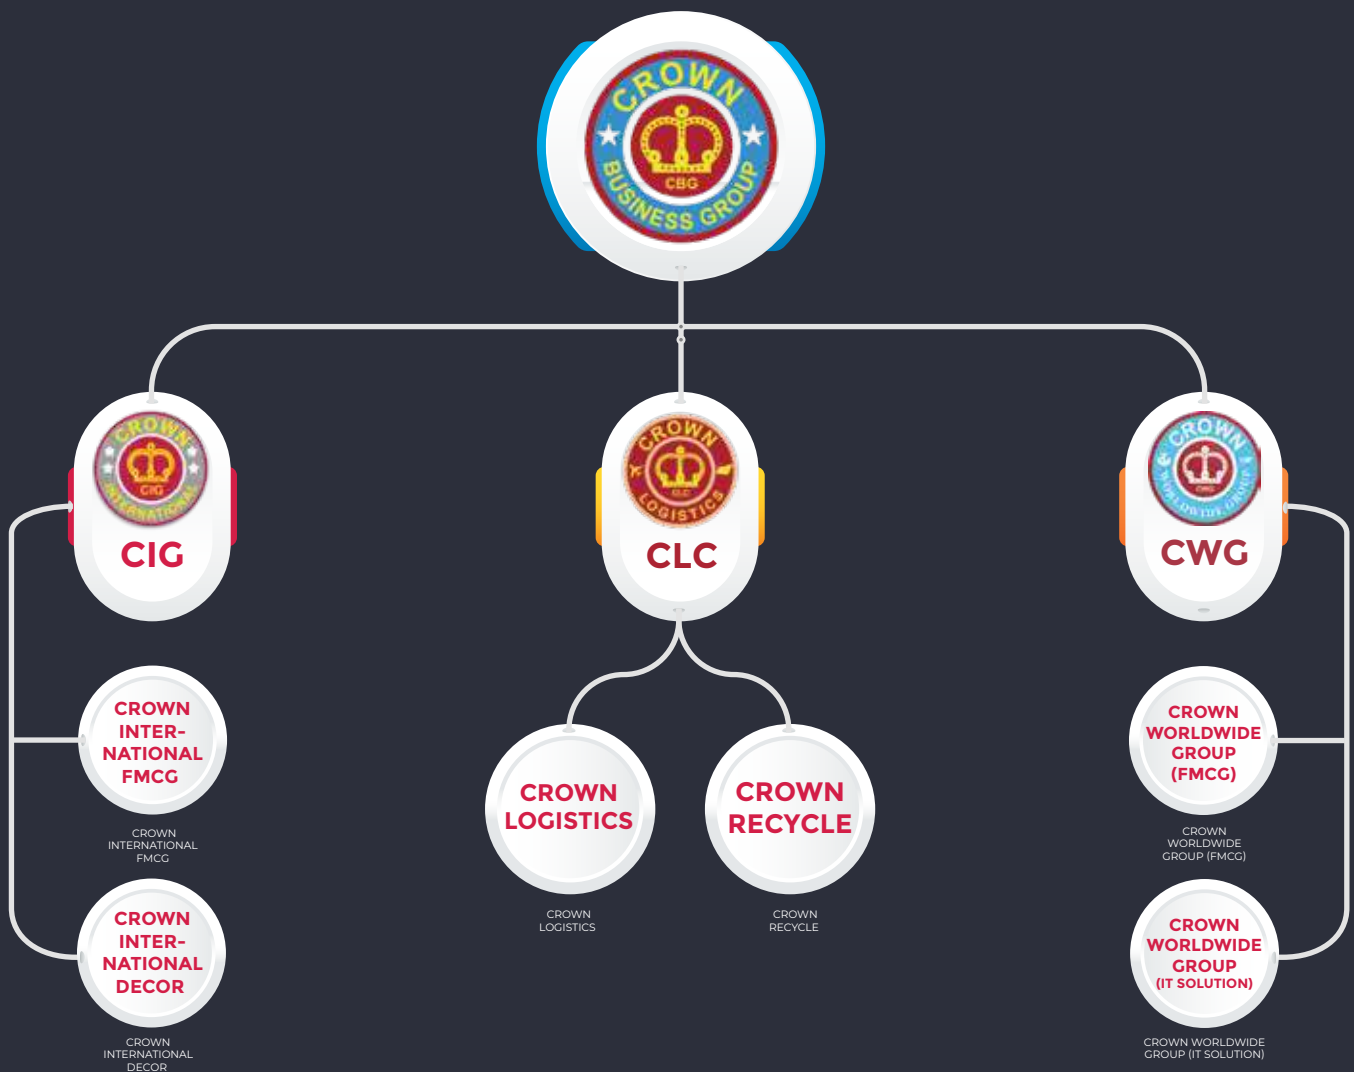 CROWN
CBG
BUSINESS GROUP
CROWN
CIG
INTERNATIONAL
CIG
CROWN
CLC
LOGISTICS
CLC
CROWN
CWG
WORLDWIDE GROUP
CWG
CROWN
INTER-
NATIONAL
FMCG
CROWN
INTERNATIONAL
FMCG
CROWN
INTER-
NATIONAL
DECOR
CROWN
INTERNATIONAL
DECOR
CROWN
LOGISTICS
CROWN
LOGISTICS
CROWN
RECYCLE
CROWN
RECYCLE
CROWN
WORLDWIDE
GROUP
(FMCG)
CROWN
WORLDWIDE
GROUP (FMCG)
CROWN
WORLDWIDE
GROUP
(IT SOLUTION)
CROWN WORLDWIDE
GROUP (IT SOLUTION)